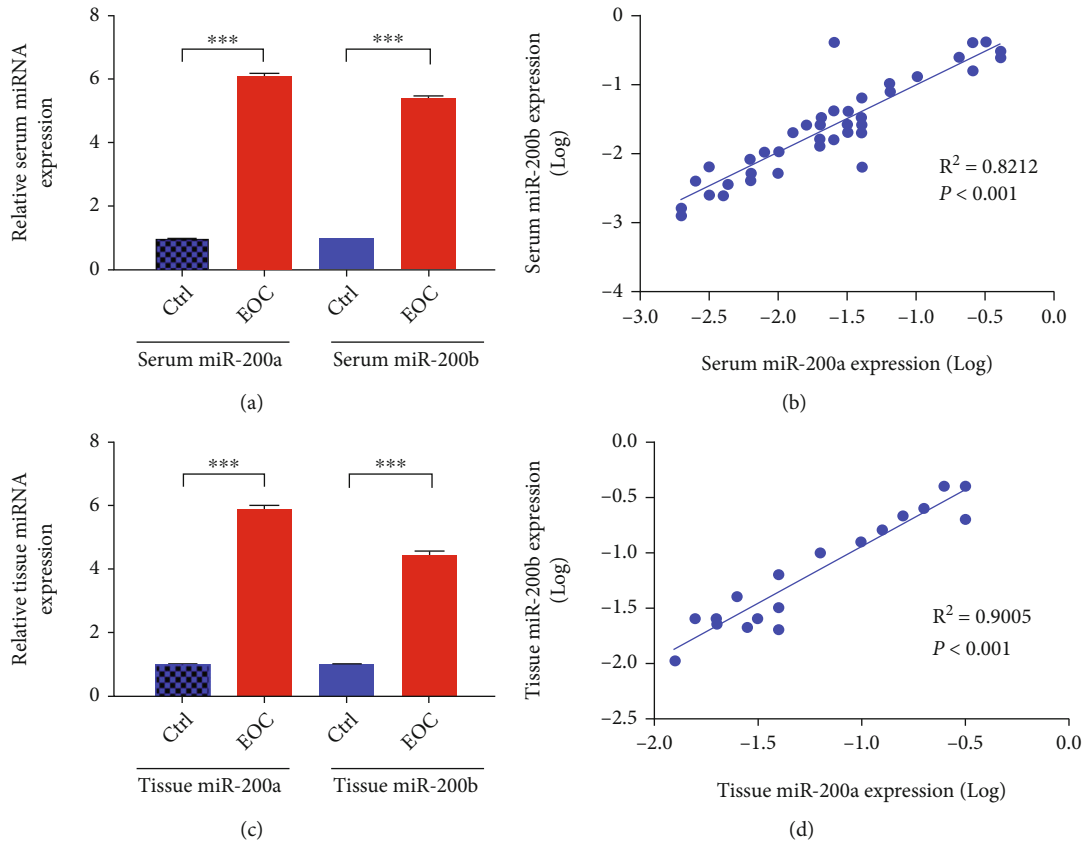 8
6
4
2
0
Relative serum miRNA
expression
***
***
Ctrl
EOC
Ctrl
EOC
Serum miR-200a
Serum miR-200b
(a)
0
−1
−2
−3
−4
Serum miR-200b expression
(Log)
R² = 0.8212
P < 0.001
−3.0 −2.5 −2.0 −1.5 −1.0 −0.5 0.0
Serum miR-200a expression (Log)
(b)
8
6
4
2
0
Relative tissue miRNA
expression
***
***
Ctrl
EOC
Ctrl
EOC
Tissue miR-200a
Tissue miR-200b
(c)
0.0
−0.5
−1.0
−1.5
−2.0
−2.5
Tissue miR-200b expression
(Log)
R² = 0.9005
P < 0.001
−2.0 −1.5 −1.0 −0.5 0.0
Tissue miR-200a expression (Log)
(d)